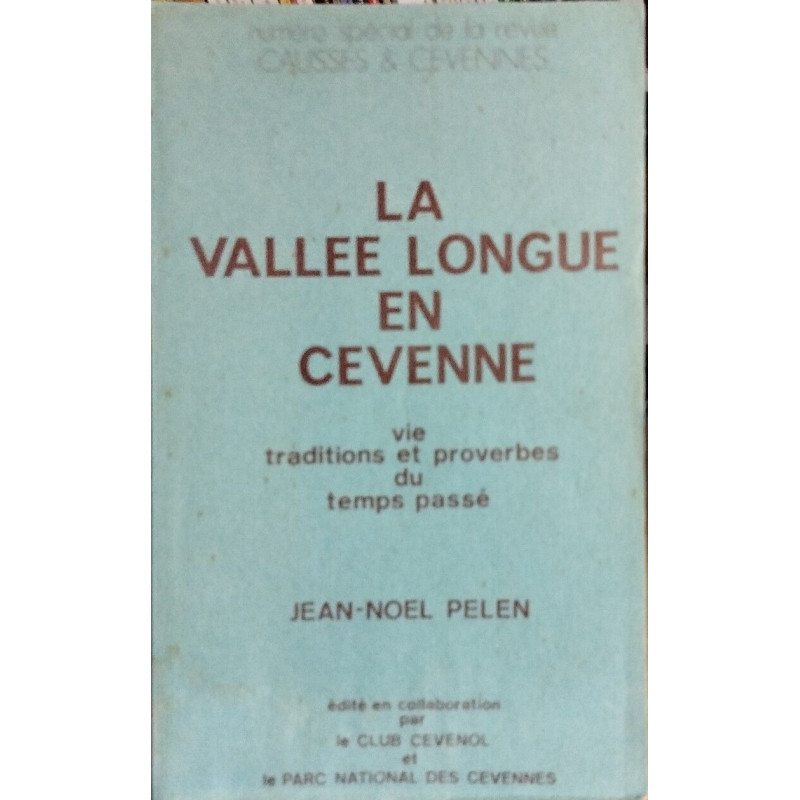 numéro spécial de la revue
CAUSSES & CEVENNES
LA
VALLEE LONGUE
EN
CEVENNE
vie
traditions et proverbes
du
temps passé
JEAN-NOEL PELEN
édité en collaboration
par
le CLUB CEVENOL
et
le PARC NATIONAL DES CEVENNES